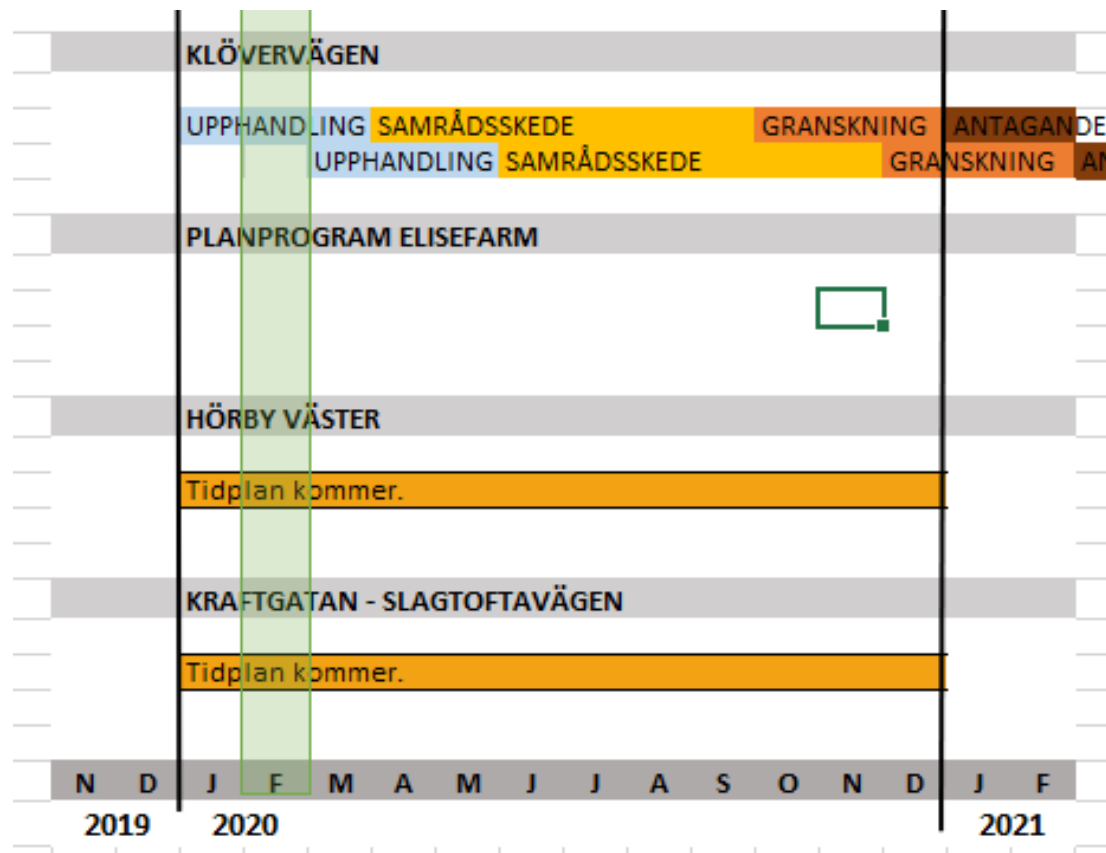 KLÖVERVÄGEN
UPPHANDLING SAMRÅDSSKEDE GRANSKNING ANTAGANDE
UPPHANDLING SAMRÅDSSKEDE GRANSKNING AN
PLANPROGRAM ELISEFARM
HÖRBY VÄSTER
Tidplan kommer.
KRAFTGATAN - SLAGTOFTAVÄGEN
Tidplan kommer.
N D J F M A M J J A S O N D J F
2019 2020 2021